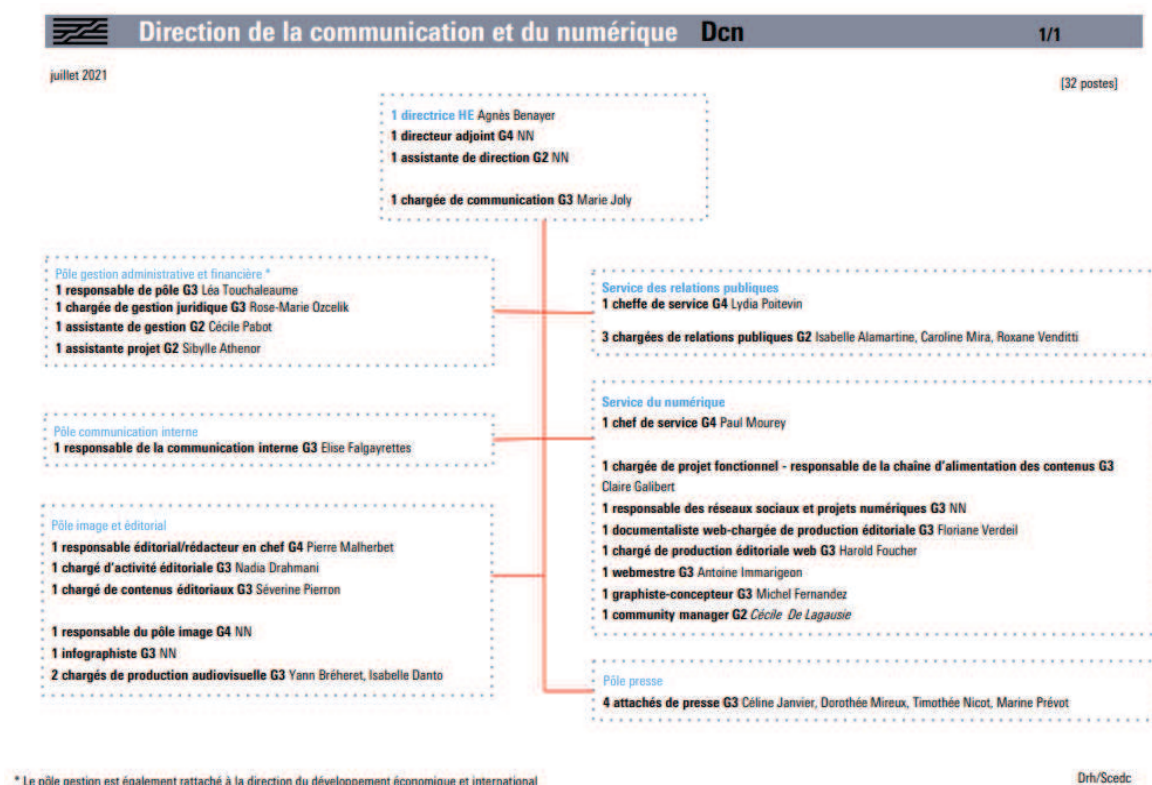 Direction de la communication et du numérique Dcn 1/1
juillet 2021
[32 postes]
1 directrice HE Agnès Benayer
1 directeur adjoint G4 NN
1 assistante de direction G2 NN
1 chargée de communication G3 Marie Joly
Pôle gestion administrative et financière *
1 responsable de pôle G3 Léa Touchaleaume
1 chargée de gestion juridique G3 Rose-Marie Ozcelik
1 assistante de gestion G2 Cécile Pabot
1 assistante projet G2 Sibylle Athenor
Service des relations publiques
1 cheffe de service G4 Lydia Poitevin
3 chargées de relations publiques G2 Isabelle Alamartine, Caroline Mira, Roxane Venditti
Pôle communication interne
1 responsable de la communication interne G3 Elise Falgayrettes
Service du numérique
1 chef de service G4 Paul Mourey
1 chargée de projet fonctionnel - responsable de la chaîne d'alimentation des contenus G3
Claire Galibert
1 responsable des réseaux sociaux et projets numériques G3 NN
1 documentaliste web-chargée de production éditoriale G3 Floriane Verdeil
1 chargé de production éditoriale web G3 Harold Foucher
1 webmestre G3 Antoine Immarigeon
1 graphiste-concepteur G3 Michel Fernandez
1 community manager G2 Cécile De Lagausie
Pôle image et éditorial
1 responsable éditorial/rédacteur en chef G4 Pierre Malherbet
1 chargé d'activité éditoriale G3 Nadia Drahmani
1 chargé de contenus éditoriaux G3 Séverine Pierron
1 responsable du pôle image G4 NN
1 infographiste G3 NN
2 chargés de production audiovisuelle G3 Yann Bréheret, Isabelle Danto
Pôle presse
4 attachés de presse G3 Céline Janvier, Dorothée Mireux, Timothée Nicot, Marine Prévot
* Le pôle gestion est également rattaché à la direction du développement économique et international
Drh/Scedc